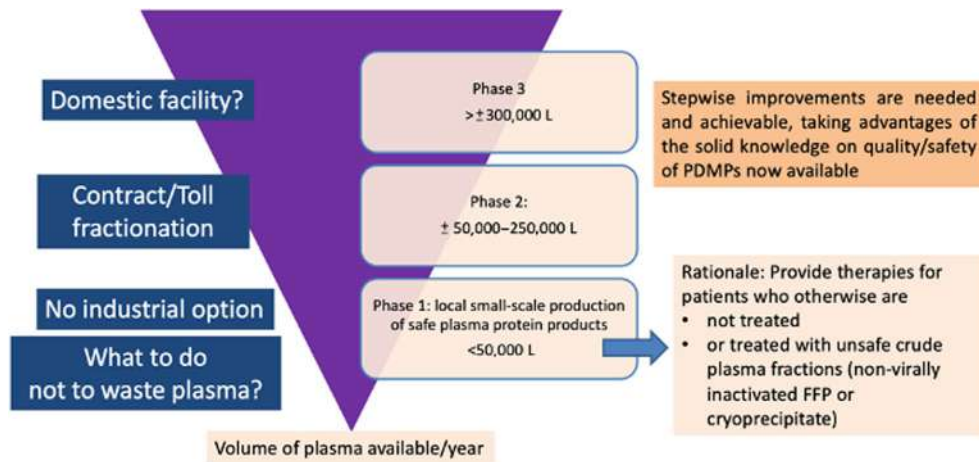 Domestic facility?
Contract/Toll
fractionation
No industrial option
What to do
not to waste plasma?
Phase 3
>±300,000 L
Phase 2:
± 50,000–250,000 L
Phase 1: local small-scale production
of safe plasma protein products
<50,000 L
Volume of plasma available/year
Stepwise improvements are needed
and achievable, taking advantages of
the solid knowledge on quality/safety
of PDMPs now available
Rationale: Provide therapies for
patients who otherwise are
• not treated
• or treated with unsafe crude
plasma fractions (non-virally
inactivated FFP or
cryoprecipitate)